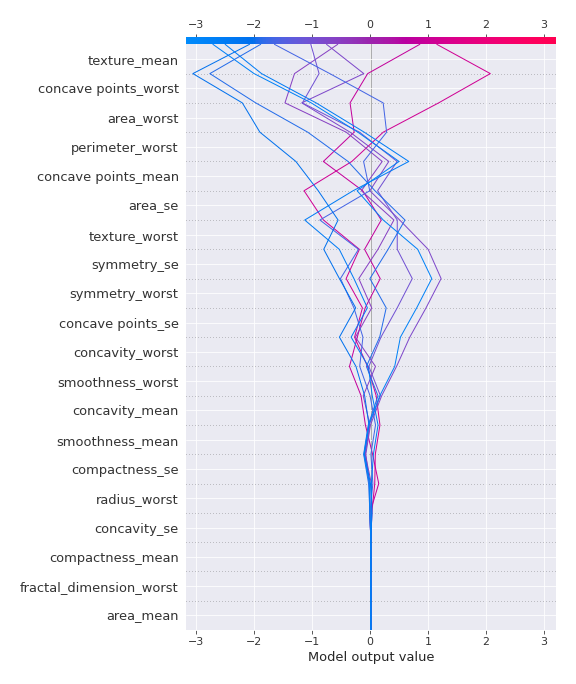 −3 −2 −1 0 1 2 3
texture_mean
concave points_worst
area_worst
perimeter_worst
concave points_mean
area_se
texture_worst
symmetry_se
symmetry_worst
concave points_se
concavity_worst
smoothness_worst
concavity_mean
smoothness_mean
compactness_se
radius_worst
concavity_se
compactness_mean
fractal_dimension_worst
area_mean
−3 −2 −1 0 1 2 3
Model output value